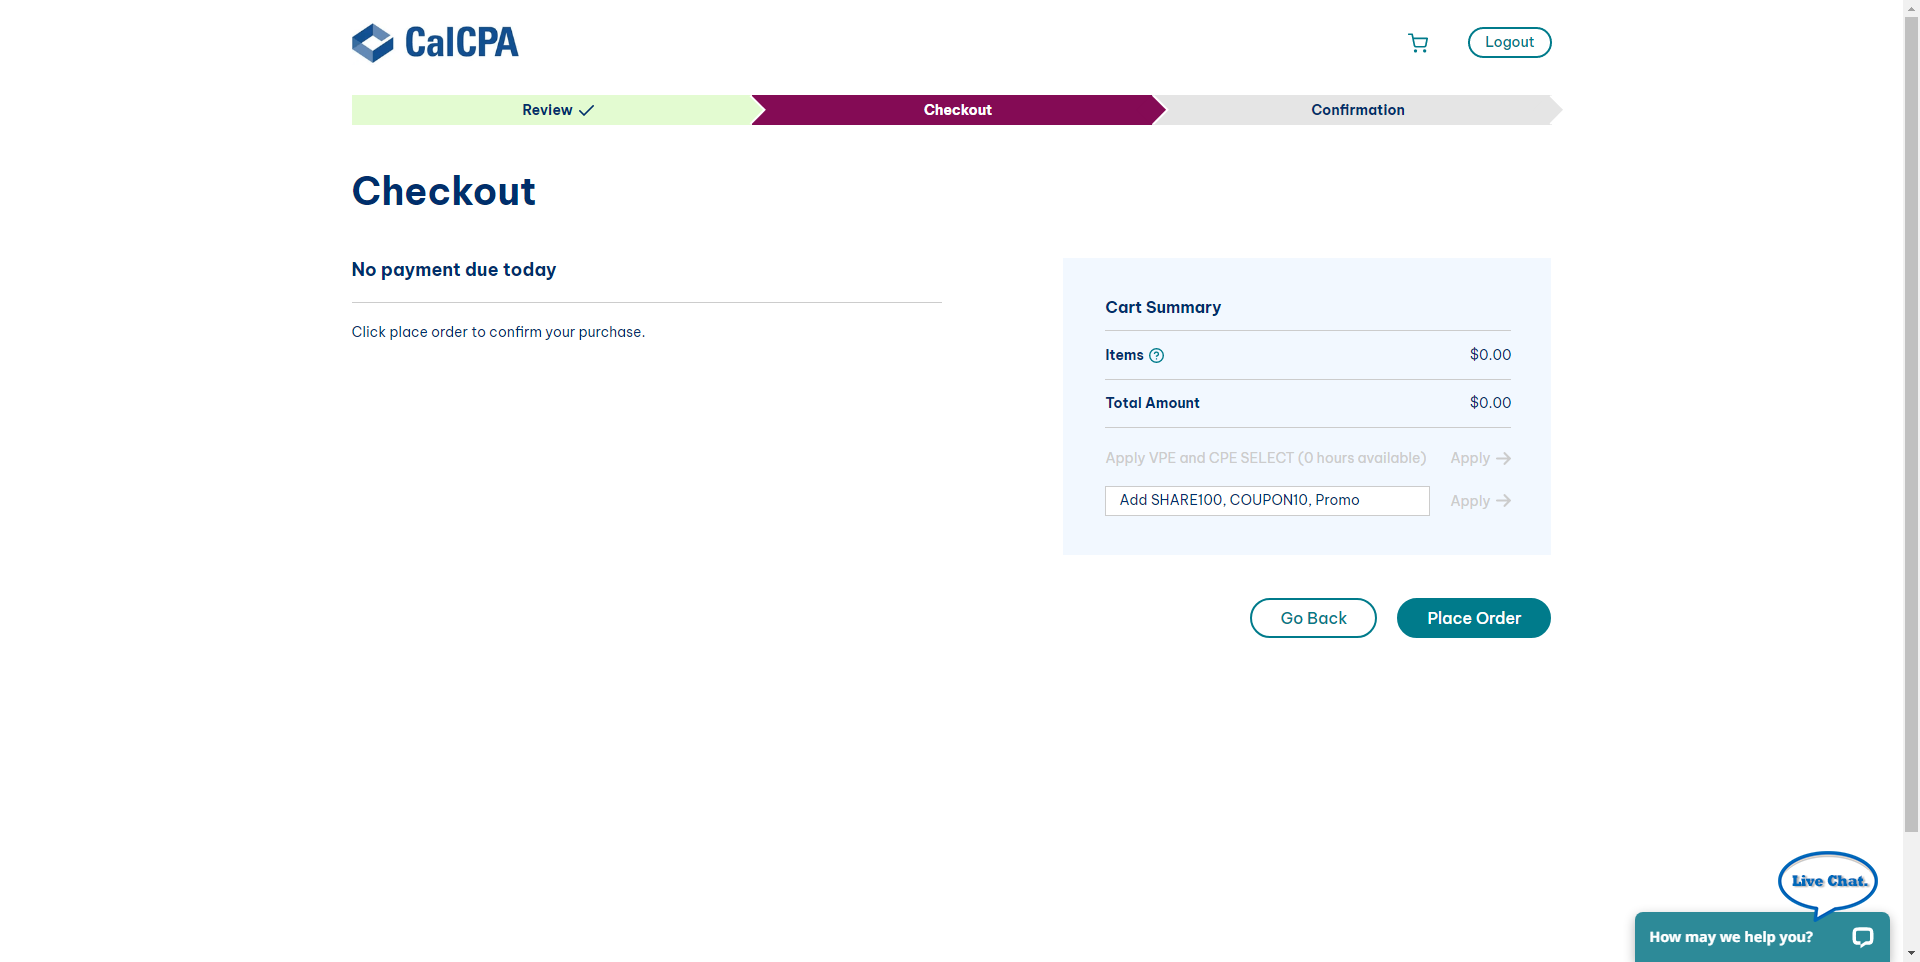 CalCPA
Logout
Review
Checkout
Confirmation
Checkout
No payment due today
Click place order to confirm your purchase.
Cart Summary
Items $0.00
Total Amount $0.00
Apply VPE and CPE SELECT (0 hours available) Apply
Add SHARE100, COUPON10, Promo Apply
Go Back
Place Order
Live Chat.
How may we help you?